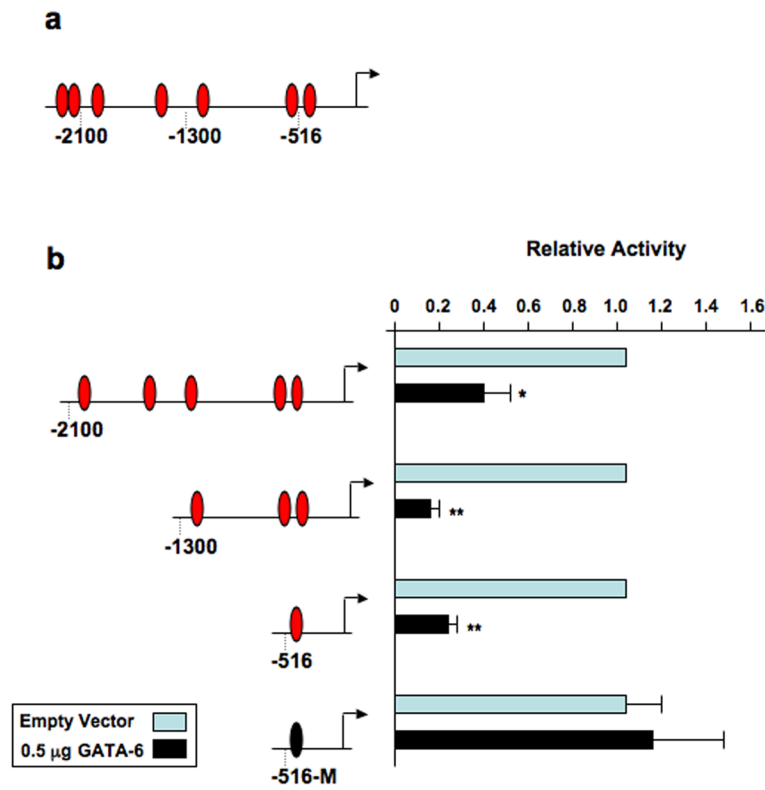 a
-2100 -1300 -516
b
Relative Activity
0 0.2 0.4 0.6 0.8 1.0 1.2 1.4 1.6
*
-2100
**
-1300
**
-516
Empty Vector
0.5 μg GATA-6
-516-M